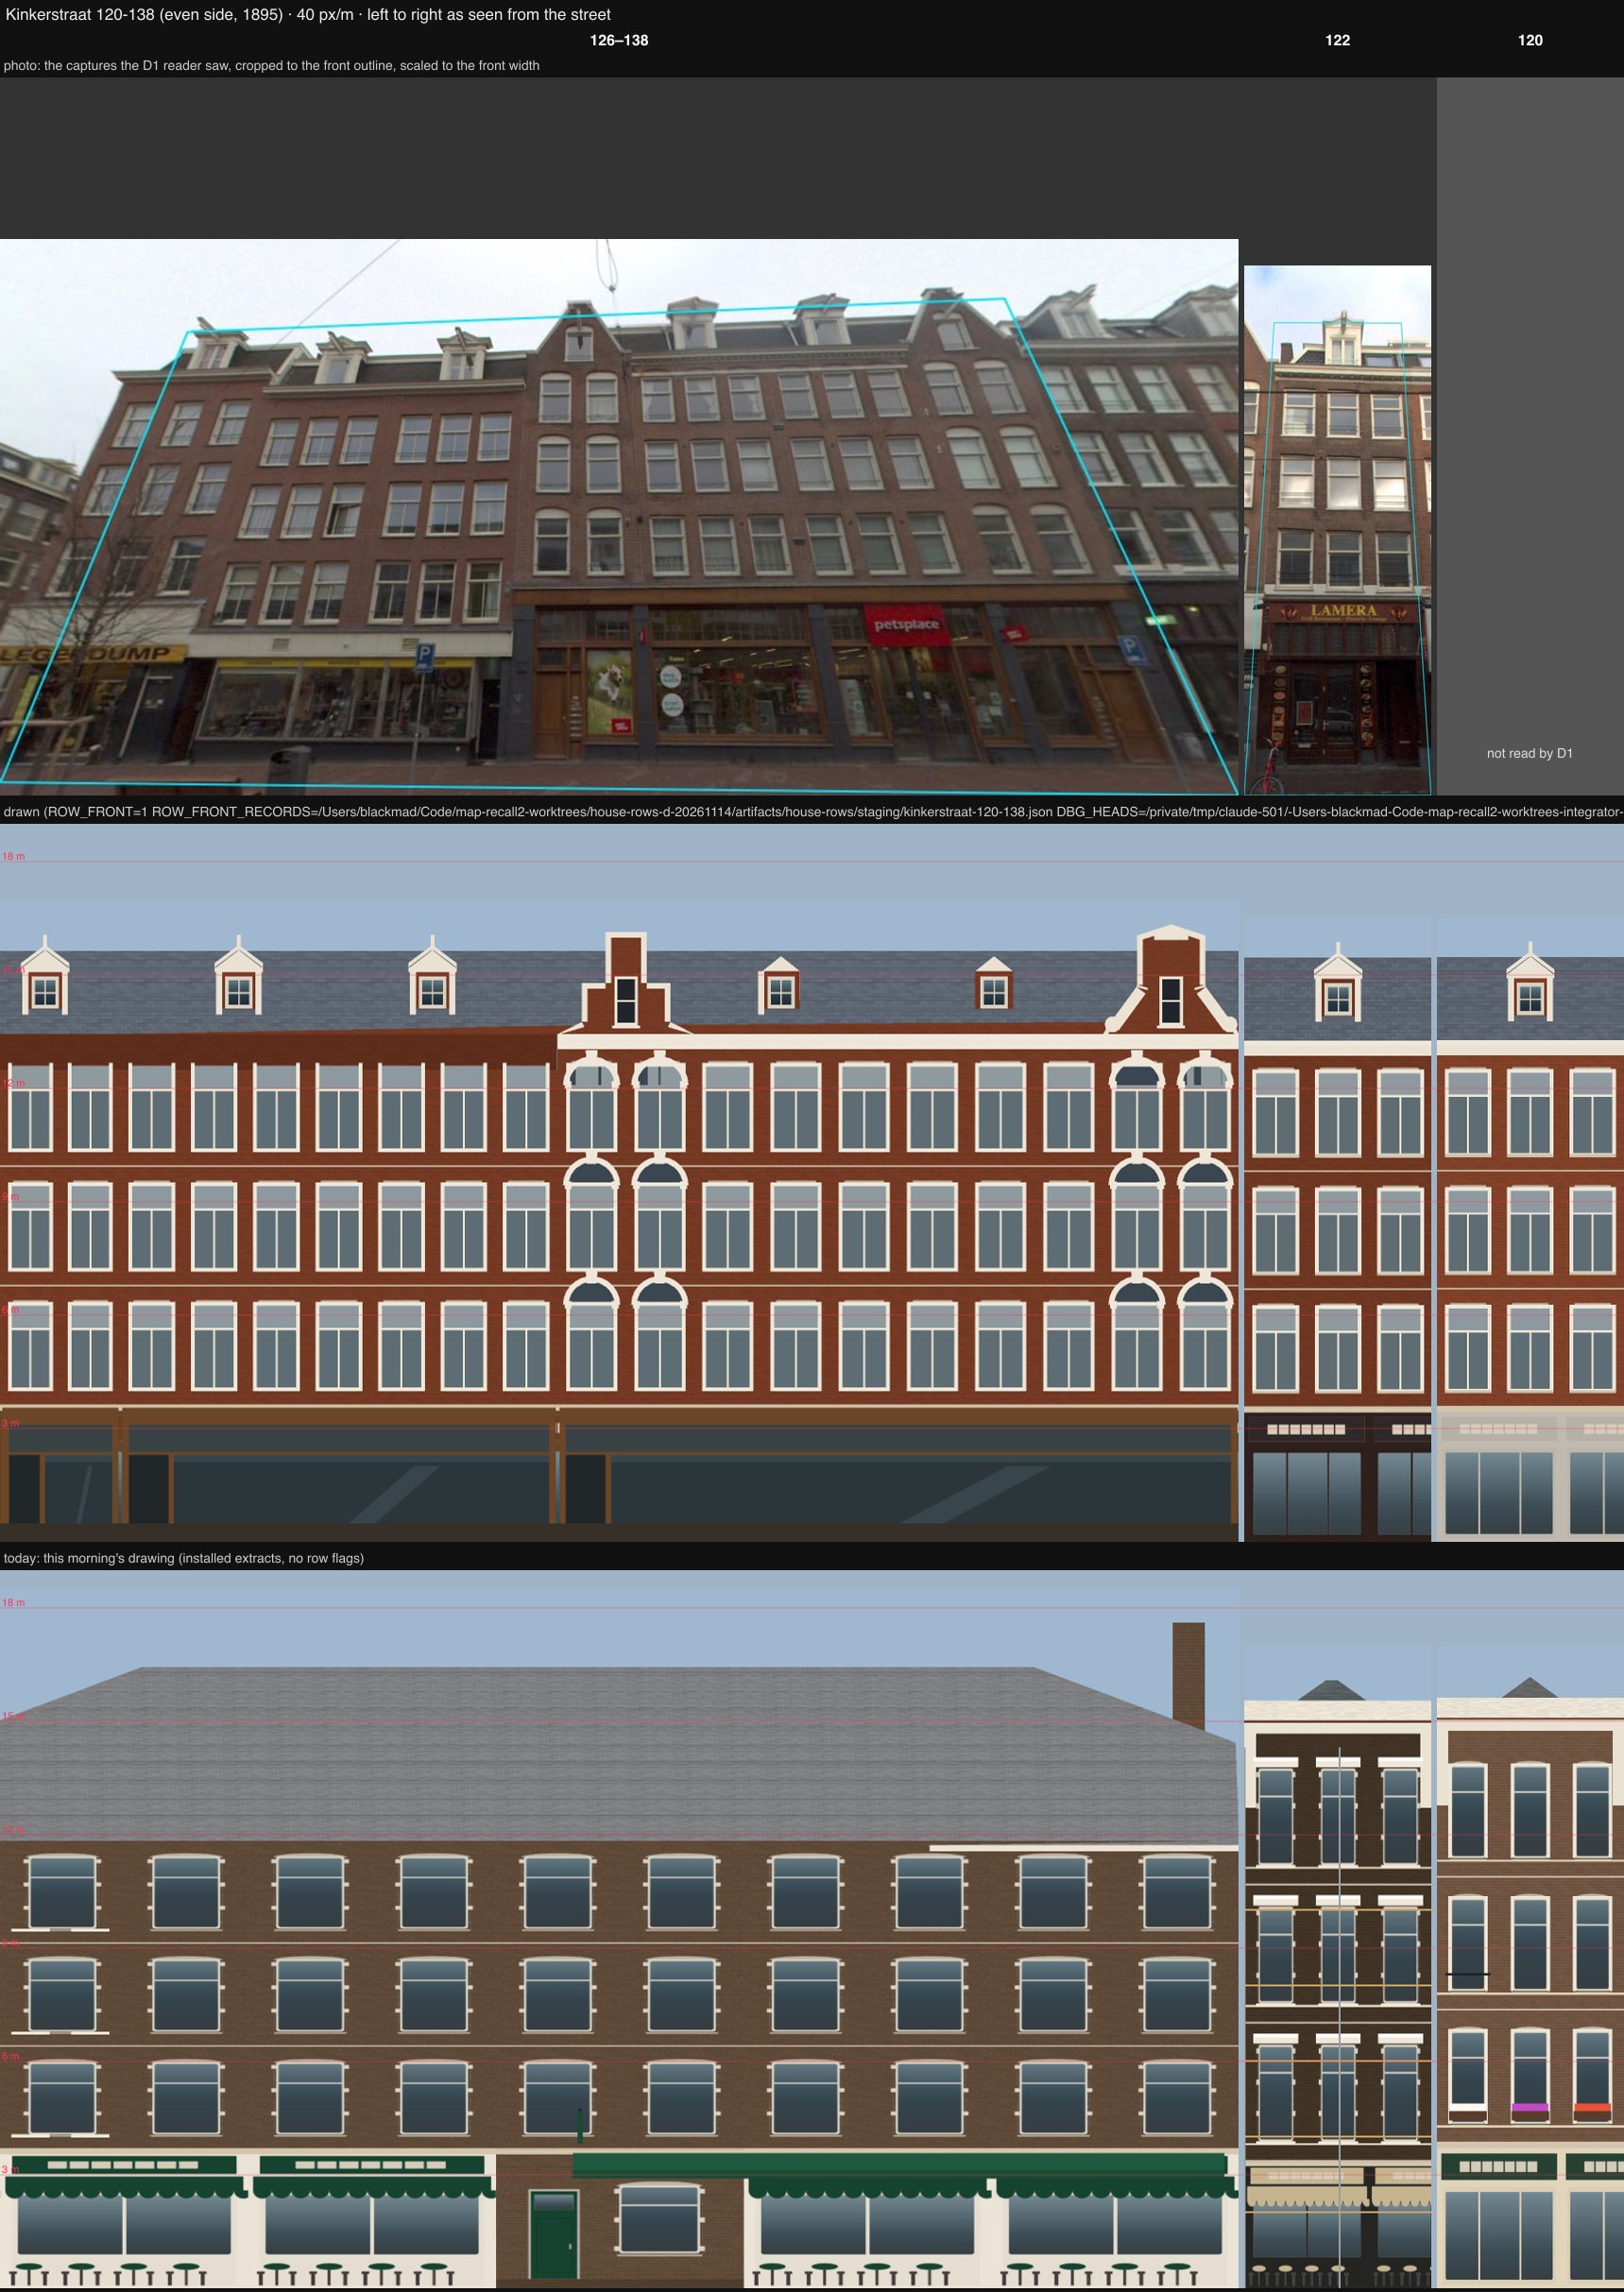 Kinkerstraat 120-138 (even side, 1895) · 40 px/m · left to right as seen from the street
126–138
122
120
photo: the captures the D1 reader saw, cropped to the front outline, scaled to the front width
LEGERDUMP
P
petsplace
P
LAMERA
not read by D1
drawn (ROW_FRONT=1 ROW_FRONT_RECORDS=/Users/blackmad/Code/map-recall2-worktrees/house-rows-d-20261114/artifacts/house-rows/staging/kinkerstraat-120-138.json DBG_HEADS=/private/tmp/claude-501/-Users-blackmad-Code-map-recall2-worktrees-integrator-
18 m
15 m
12 m
9 m
6 m
3 m
today: this morning's drawing (installed extracts, no row flags)
18 m
15 m
12 m
9 m
6 m
3 m